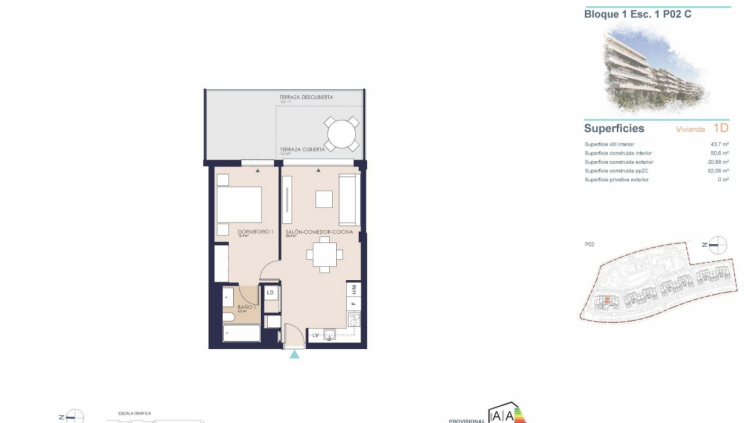 Bloque 1 Esc. 1 P02 C
TERRAZA DESCUBIERTA
TERRAZA CUBIERTA
Superficies Vivienda 1D
Superficie útil interior 43,7 m²
Superficie construida interior 50,6 m²
Superficie construida exterior 20,98 m²
Superficie construida ppZC 62,06 m²
Superficie privativa exterior 0 m²
DORMITORIO 1
SALÓN-COMEDOR-COCINA
P02
N
LD
BAÑO 1
F
LV
N
ESCALA GRÁFICA
A A
PROVISIONAL